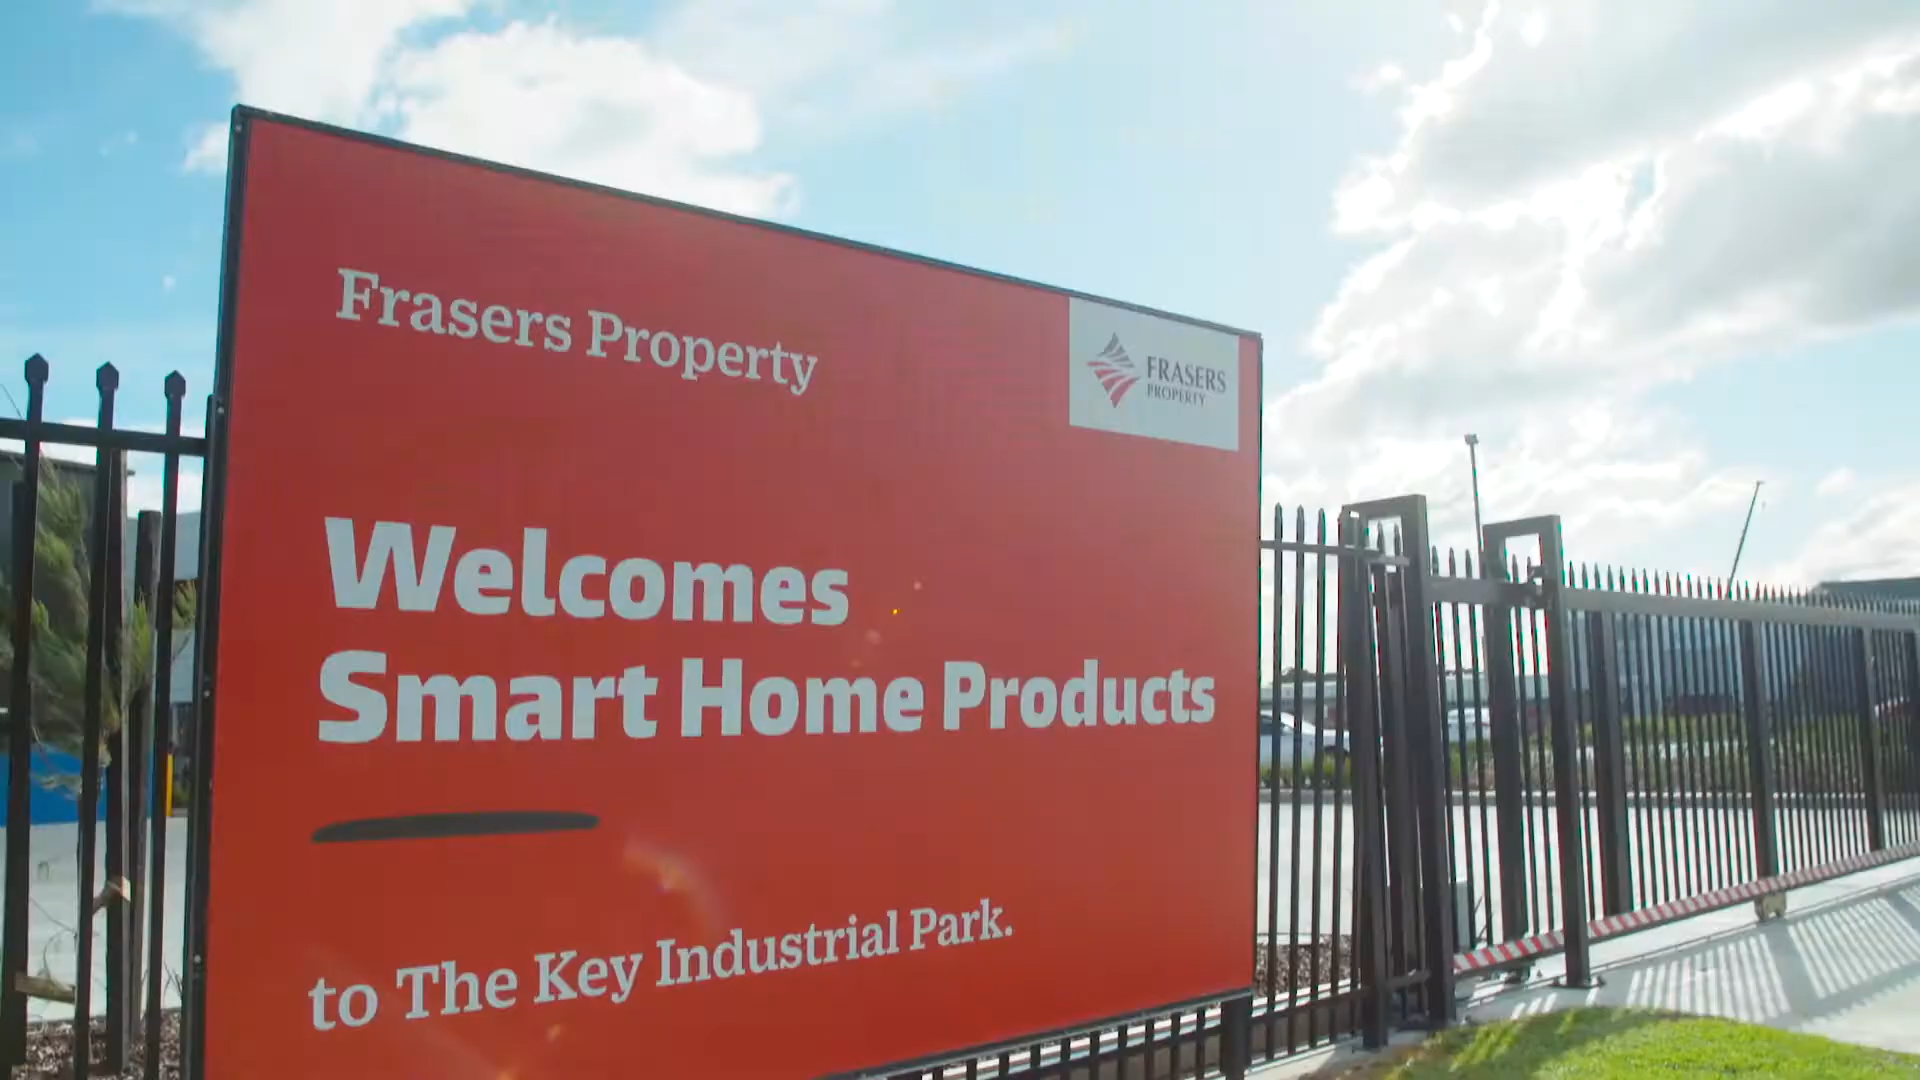 Frasers Property
FRASERS
PROPERTY
Welcomes
Smart Home Products
to The Key Industrial Park.